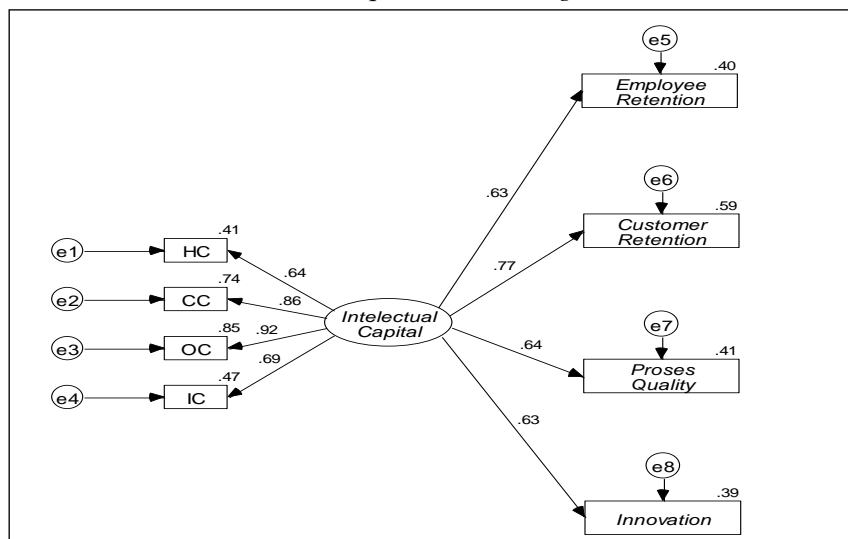 e5
.40
Employee
Retention
.63
e6
.59
Customer
Retention
.77
e1
.41
HC
.64
e2
.74
CC
.86
e3
.85
OC
.92
e4
.47
IC
.69
Intelectual
Capital
e7
.41
Proses
Quality
.64
.63
e8
.39
Innovation